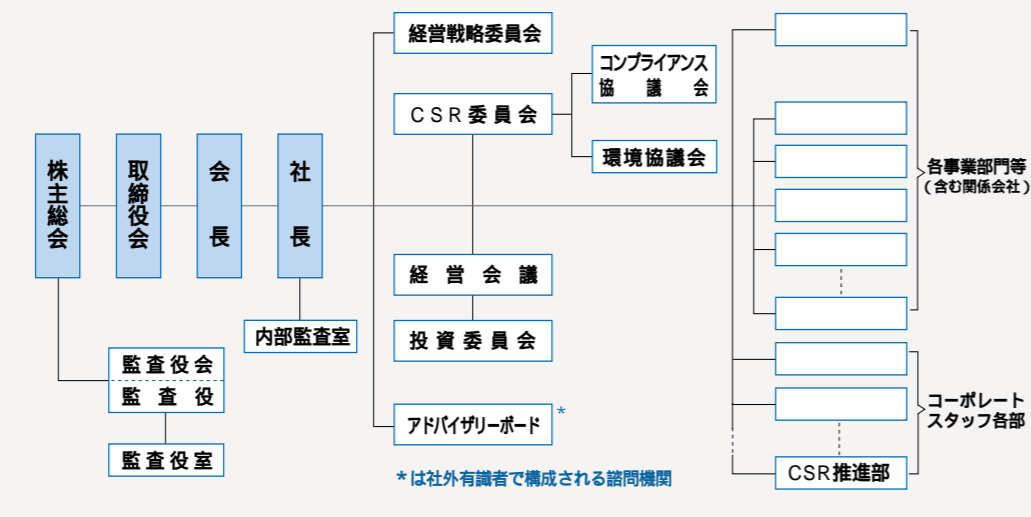 株主総会
取締役会
会長
社長
内部監査室
監査役会
監査役
監査役室
経営戦略委員会
CSR委員会
コンプライアンス
協議会
環境協議会
経営会議
投資委員会
アドバイザリーボード
*
*は社外有識者で構成される諮問機関
各事業部門等
(含む関係会社)
コーポレート
スタッフ各部
CSR推進部